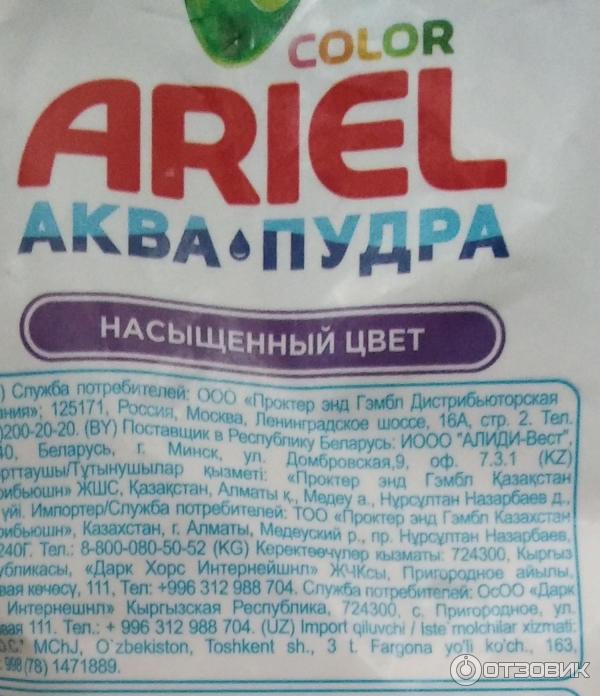 COLOR
ARIEL
АКВА ПУДРА
НАСЫЩЕННЫЙ ЦВЕТ
) Служба потребителей: ООО «Проктер энд Гэмбл Дистрибьюторская
ания»; 125171, Россия, Москва, Ленинградское шоссе, 16А, стр. 2. Тел.
)200-20-20. (BY) Поставщик в Республику Беларусь: ИООО "АЛИДИ-Вест",
40, Беларусь, г. Минск, ул. Домбровская,9, оф. 7.3.1 (KZ)
орттаушы/Тұтынушылар қызметі: «Проктер энд Гэмбл Қазақстан
рибьюшн» ЖШС, Қазақстан, Алматы қ., Медеу а., Нұрсұлтан Назарбаев д.,
үйі. Импортер/Служба потребителей: ТОО «Проктер энд Гэмбл Казахстан
рибьюшн», Казахстан, г. Алматы, Медеуский р., пр. Нурсултан Назарбаев,
240Г. Тел.: 8-800-080-50-52 (KG) Керектөөчүлөр кызматы: 724300, Кыргыз
убликасы, «Дарк Хорс Интернейшнл» ЖЧКсы, Пригородное айылы,
вая көчөсү, 111, Тел: +996 312 988 704. Служба потребителей: ОсОО «Дарк
Интернешнл» Кыргызская Республика, 724300, с. Пригородное, ул.
овая 111. Тел.: + 996 312 988 704. (UZ) Import qiluvchi / Iste`molchilar xizmati:
MChJ, O`zbekiston, Toshkent sh., 3 t. Fargona yo'li ko'ch., 163,
: 998 (78) 1471889.
ОТЗОВИК